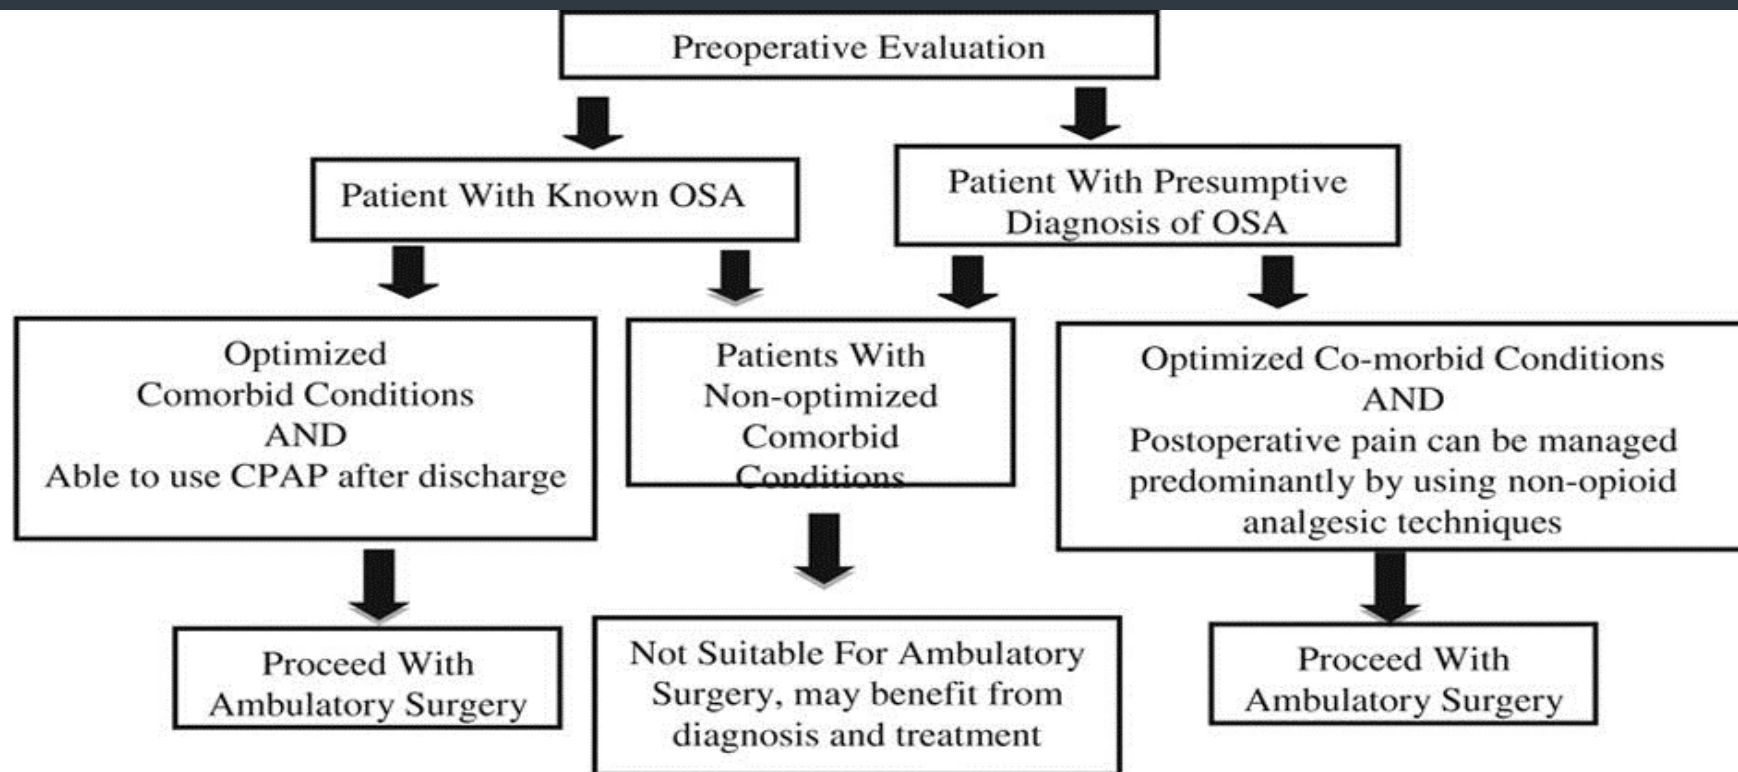 Preoperative Evaluation
Patient With Known OSA
Patient With Presumptive
Diagnosis of OSA
Optimized
Comorbid Conditions
AND
Able to use CPAP after discharge
Patients With
Non-optimized
Comorbid
Conditions
Optimized Co-morbid Conditions
AND
Postoperative pain can be managed
predominantly by using non-opioid
analgesic techniques
Proceed With
Ambulatory Surgery
Not Suitable For Ambulatory
Surgery, may benefit from
diagnosis and treatment
Proceed With
Ambulatory Surgery